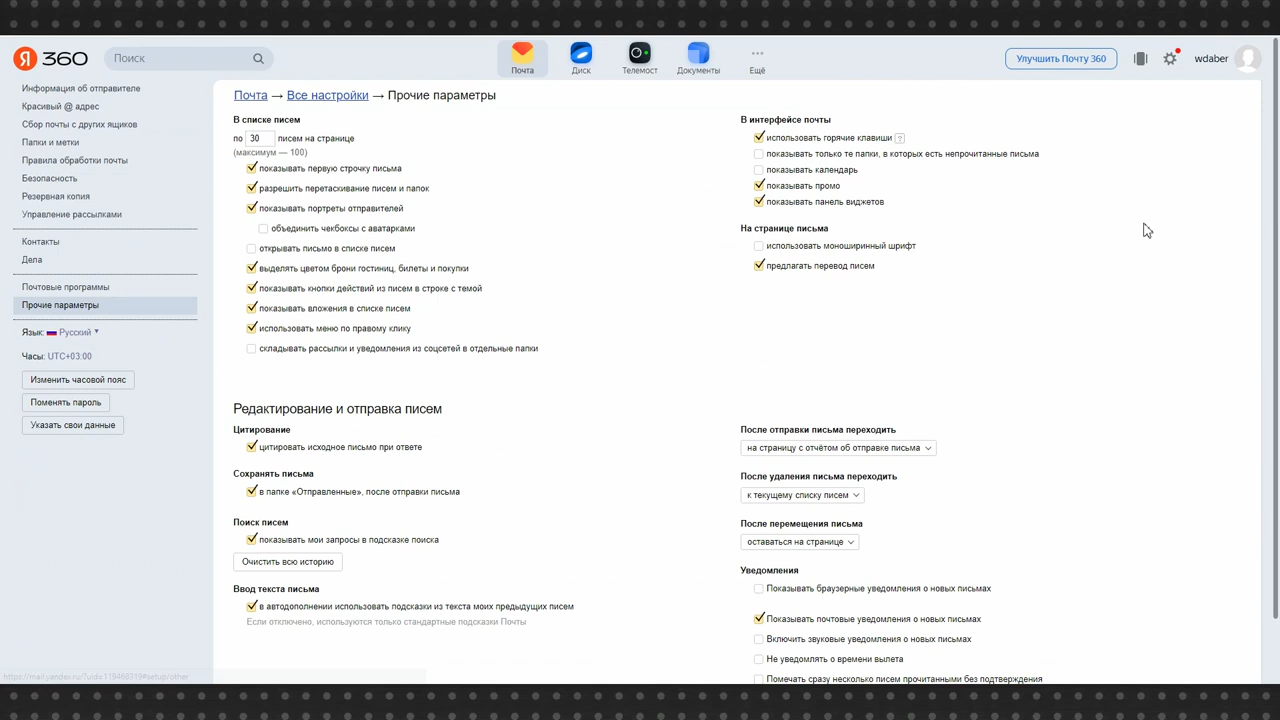 Я 360
Поиск
Почта
Диск
Телемост
Документы
Ещё
Улучшить Почту 360
wdaber
Информация об отправителе
Красивый @ адрес
Сбор почты с других ящиков
Папки и метки
Правила обработки почты
Безопасность
Резервная копия
Управление рассылками
Контакты
Дела
Почтовые программы
Прочие параметры
Язык: Русский
Часы: UTC+03:00
Изменить часовой пояс
Поменять пароль
Указать свои данные
Почта → Все настройки → Прочие параметры
В списке писем
по 30 писем на странице
(максимум — 100)
показывать первую строчку письма
разрешить перетаскивание писем и папок
показывать портреты отправителей
объединить чекбоксы с аватарками
открывать письмо в списке писем
выделять цветом брони гостиниц, билеты и покупки
показывать кнопки действий из писем в строке с темой
показывать вложения в списке писем
использовать меню по правому клику
складывать рассылки и уведомления из соцсетей в отдельные папки
В интерфейсе почты
использовать горячие клавиши ?
показывать только те папки, в которых есть непрочитанные письма
показывать календарь
показывать промо
показывать панель виджетов
На странице письма
использовать моноширинный шрифт
предлагать перевод писем
Редактирование и отправка писем
Цитирование
цитировать исходное письмо при ответе
Сохранять письма
в папке «Отправленные», после отправки письма
Поиск писем
показывать мои запросы в подсказке поиска
Очистить всю историю
Ввод текста письма
в автодополнении использовать подсказки из текста моих предыдущих писем
Если отключено, используются только стандартные подсказки Почты
После отправки письма переходить
на страницу с отчётом об отправке письма
После удаления письма переходить
к текущему списку писем
После перемещения письма
оставаться на странице
Уведомления
Показывать браузерные уведомления о новых письмах
Показывать почтовые уведомления о новых письмах
Включить звуковые уведомления о новых письмах
Не уведомлять о времени вылета
Помечать сразу несколько писем прочитанными без подтверждения